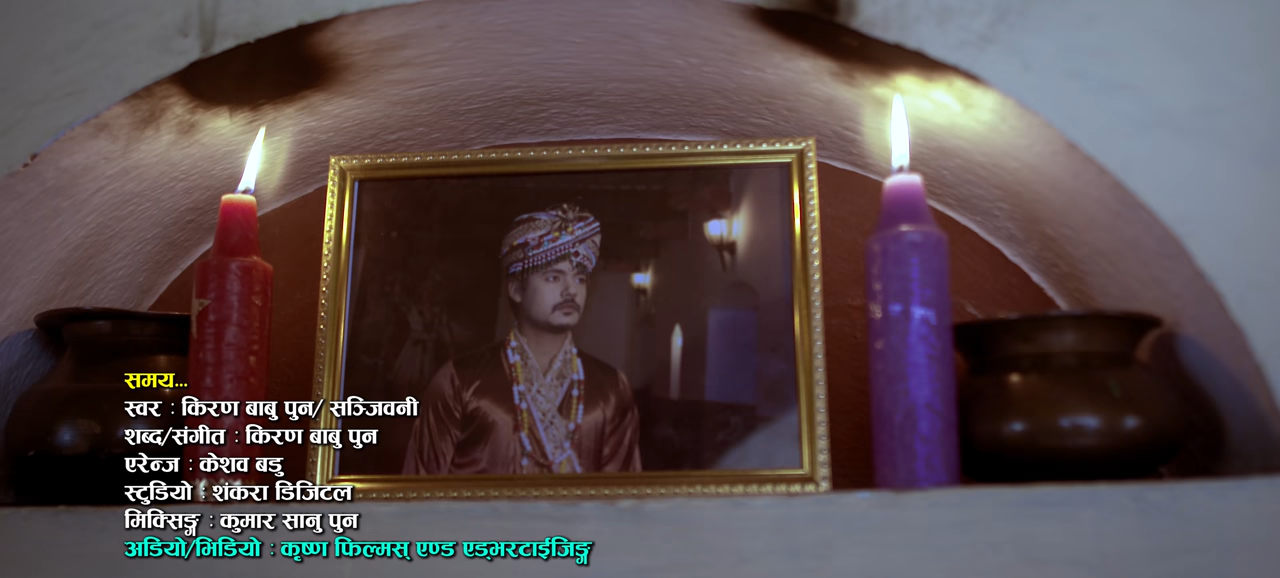 समय...
स्वर : किरण बाबु पुन/ सञ्जिवनी
शब्द/संगीत : किरण बाबु पुन
एरेन्ज : केशव बडु
स्टुडियो : शंकरा डिजिटल
मिक्सिङ्ग : कुमार सानु पुन
अडियो/भिडियो : कृष्ण फिल्मस् एण्ड एड्भरटाईजिङ्ग